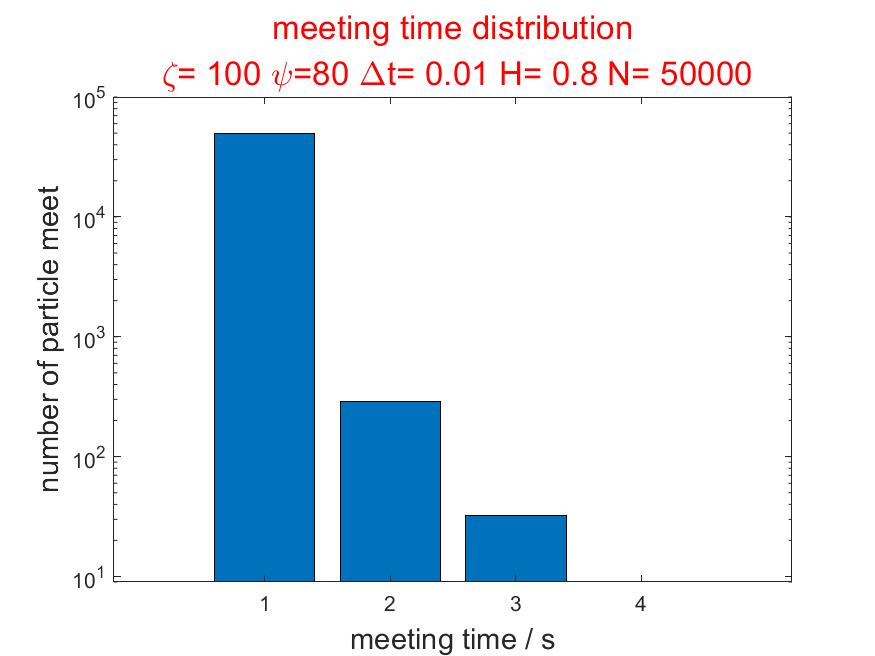 meeting time distribution
ζ= 100 ψ=80 Δt= 0.01 H= 0.8 N= 50000
10^5
10^4
10^3
10^2
10^1
number of particle meet
1 2 3 4
meeting time / s